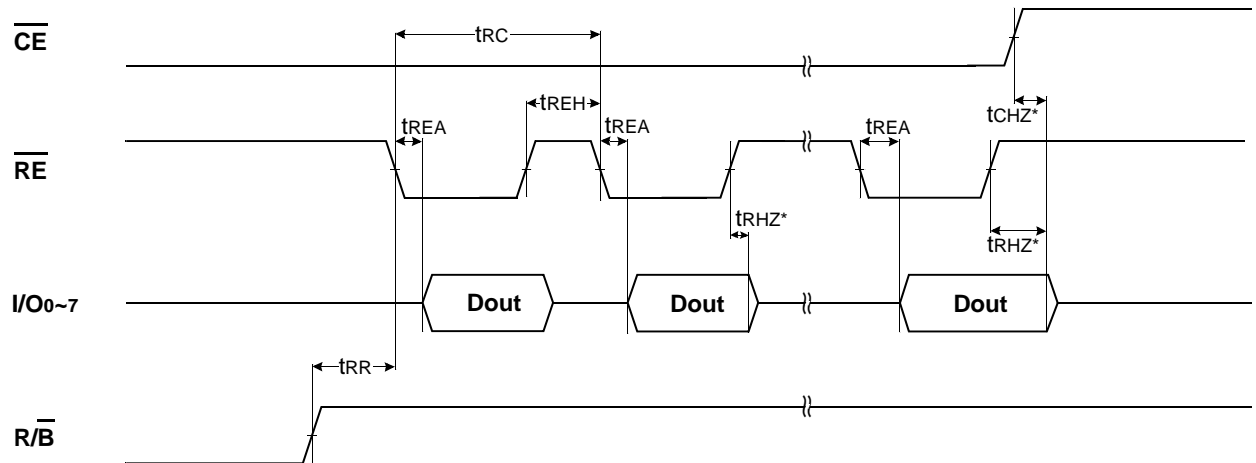 CE
tRC
tREH
tCHZ*
tREA
tREA
tREA
RE
tRHZ*
tRHZ*
I/O0~7
Dout
Dout
Dout
tRR
R/B